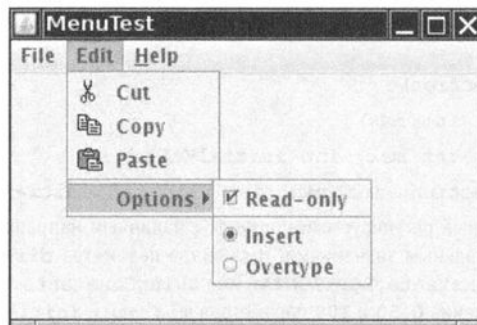 MenuTest
File Edit Help
Cut
Copy
Paste
Options
Read-only
Insert
Overtype